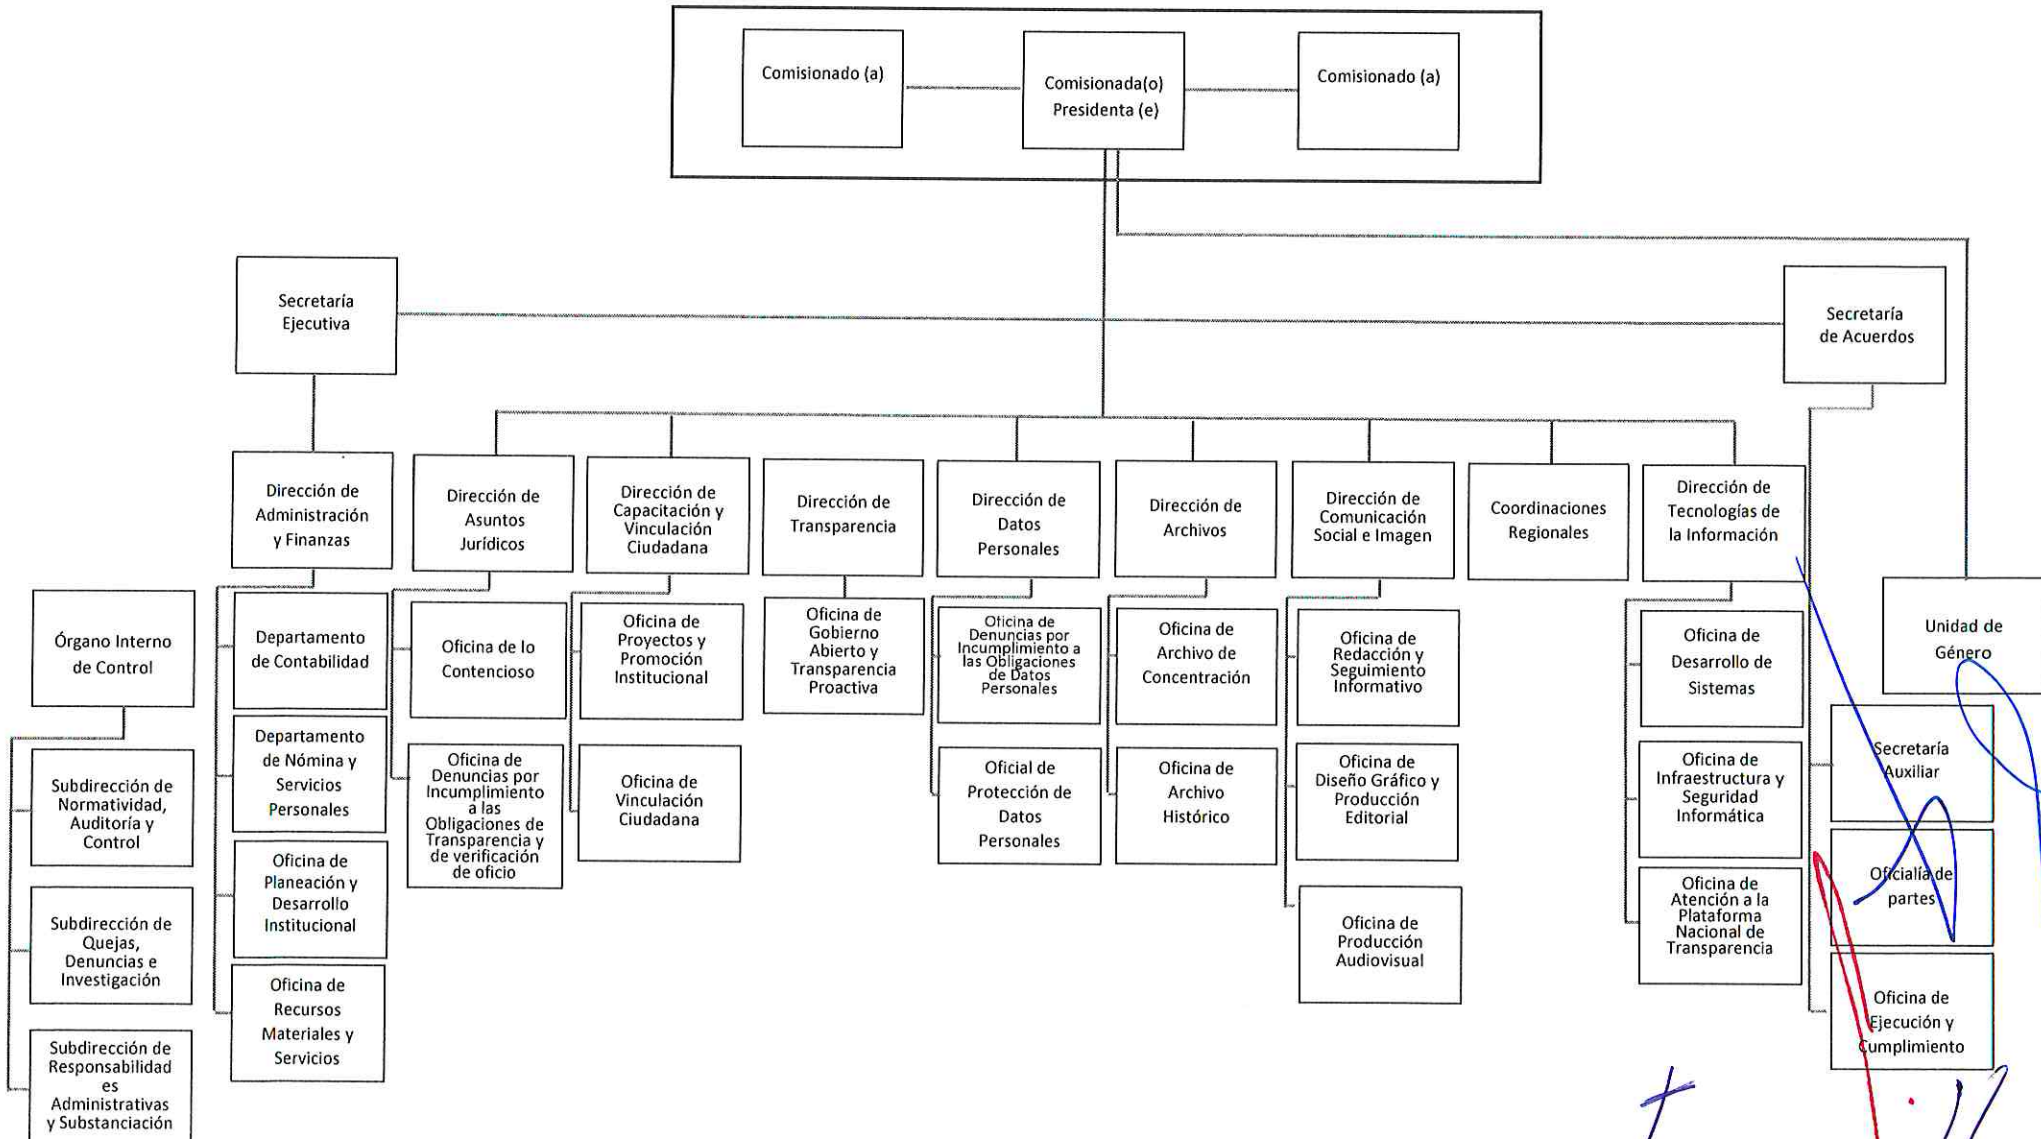 Comisionado (a)
Comisionada(o)
Presidenta (e)
Comisionado (a)
Secretaría
Ejecutiva
Secretaría
de Acuerdos
Dirección de
Administración
y Finanzas
Dirección de
Asuntos
Jurídicos
Dirección de
Capacitación y
Vinculación
Ciudadana
Dirección de
Transparencia
Dirección de
Datos
Personales
Dirección de
Archivos
Dirección de
Comunicación
Social e Imagen
Coordinaciones
Regionales
Dirección de
Tecnologías de
la Información
Órgano Interno
de Control
Subdirección de
Normatividad,
Auditoría y
Control
Subdirección de
Quejas,
Denuncias e
Investigación
Subdirección de
Responsabilidad
es
Administrativas
y Substanciación
Departamento
de Contabilidad
Departamento
de Nómina y
Servicios
Personales
Oficina de
Planeación y
Desarrollo
Institucional
Oficina de
Recursos
Materiales y
Servicios
Oficina de lo
Contencioso
Oficina de
Denuncias por
Incumplimiento
a las
Obligaciones de
Transparencia y
de verificación
de oficio
Oficina de
Proyectos y
Promoción
Institucional
Oficina de
Vinculación
Ciudadana
Oficina de
Gobierno
Abierto y
Transparencia
Proactiva
Oficina de
Denuncias por
Incumplimiento a
las Obligaciones
de Datos
Personales
Oficial de
Protección de
Datos
Personales
Oficina de
Archivo de
Concentración
Oficina de
Archivo
Histórico
Oficina de
Redacción y
Seguimiento
Informativo
Oficina de
Diseño Gráfico y
Producción
Editorial
Oficina de
Producción
Audiovisual
Oficina de
Desarrollo de
Sistemas
Oficina de
Infraestructura y
Seguridad
Informática
Oficina de
Atención a la
Plataforma
Nacional de
Transparencia
Unidad de
Género
Secretaría
Auxiliar
Oficialía de
partes
Oficina de
Ejecución y
Cumplimiento